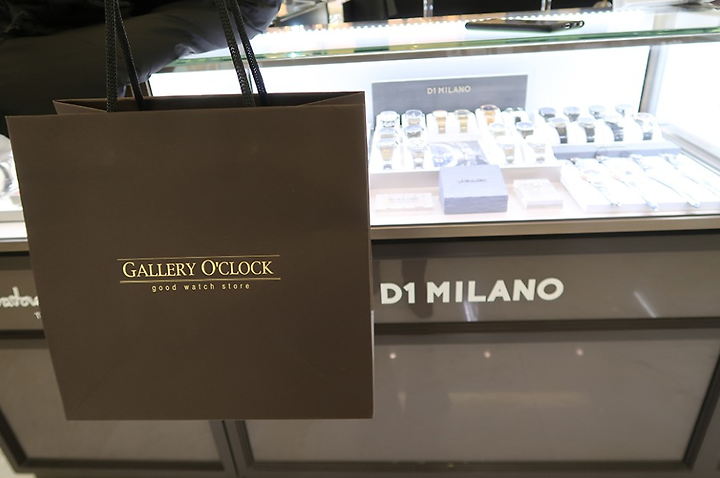 D1 MILANO
GALLERY O'CLOCK
good watch store
D1 MILANO